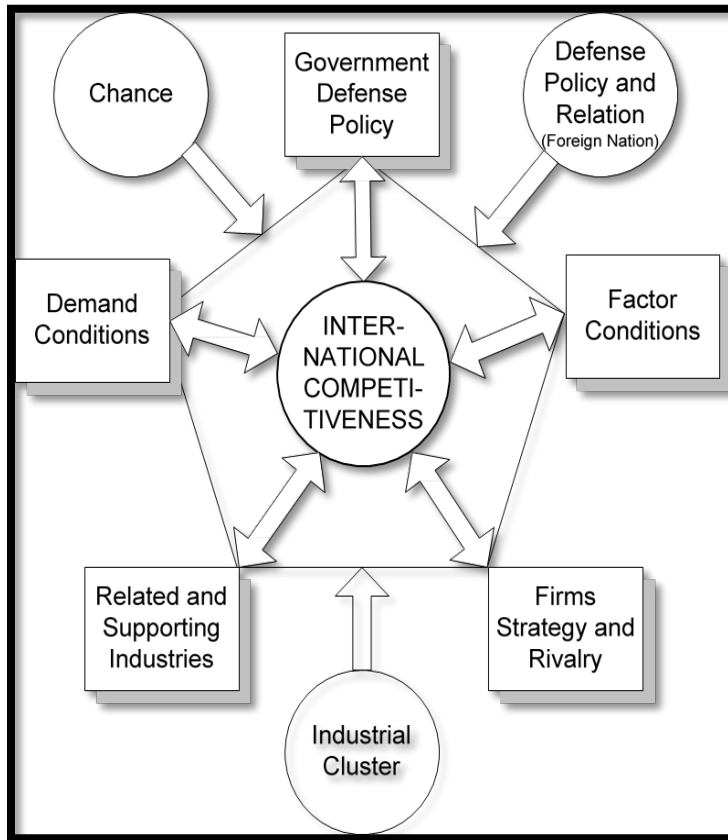 Chance
Government
Defense
Policy
Defense
Policy and
Relation
(Foreign Nation)
Demand
Conditions
INTER-
NATIONAL
COMPETI-
TIVENESS
Factor
Conditions
Related and
Supporting
Industries
Firms
Strategy and
Rivalry
Industrial
Cluster